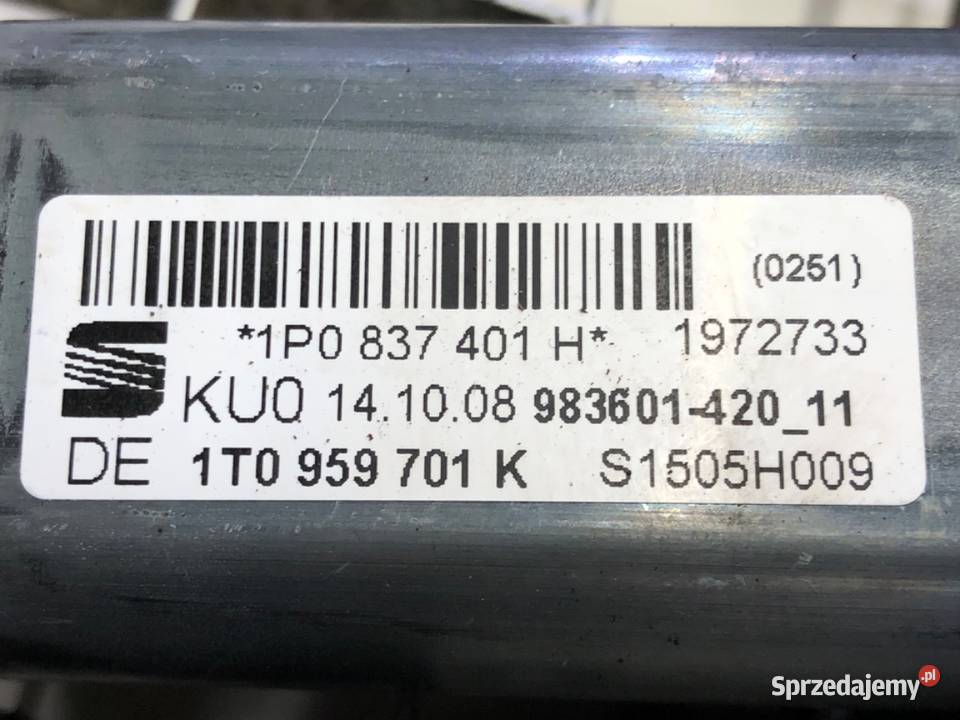 {0251}
*1P0 837 401 H* 1972733
KU0 14.10.08 983601-420_11
DE 1T0 959 701 K S1505H009
Sprzedajemy.pl